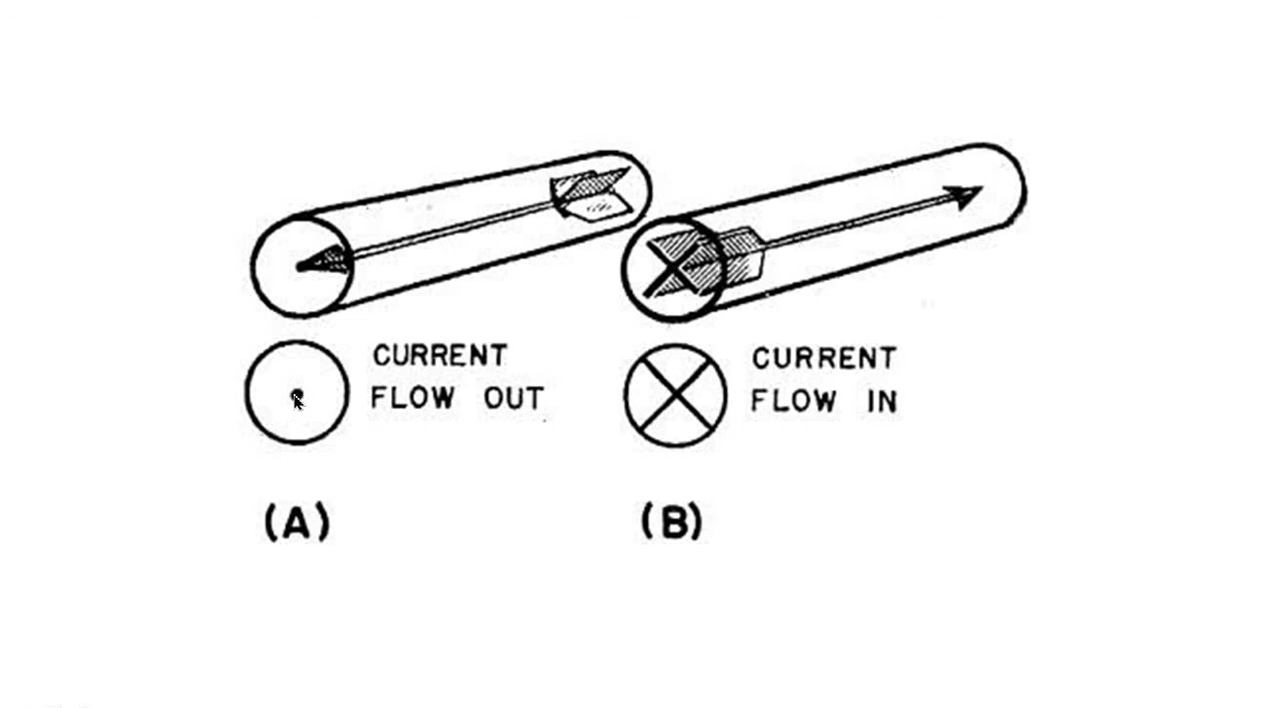 CURRENT
FLOW OUT
CURRENT
FLOW IN
(A)
(B)